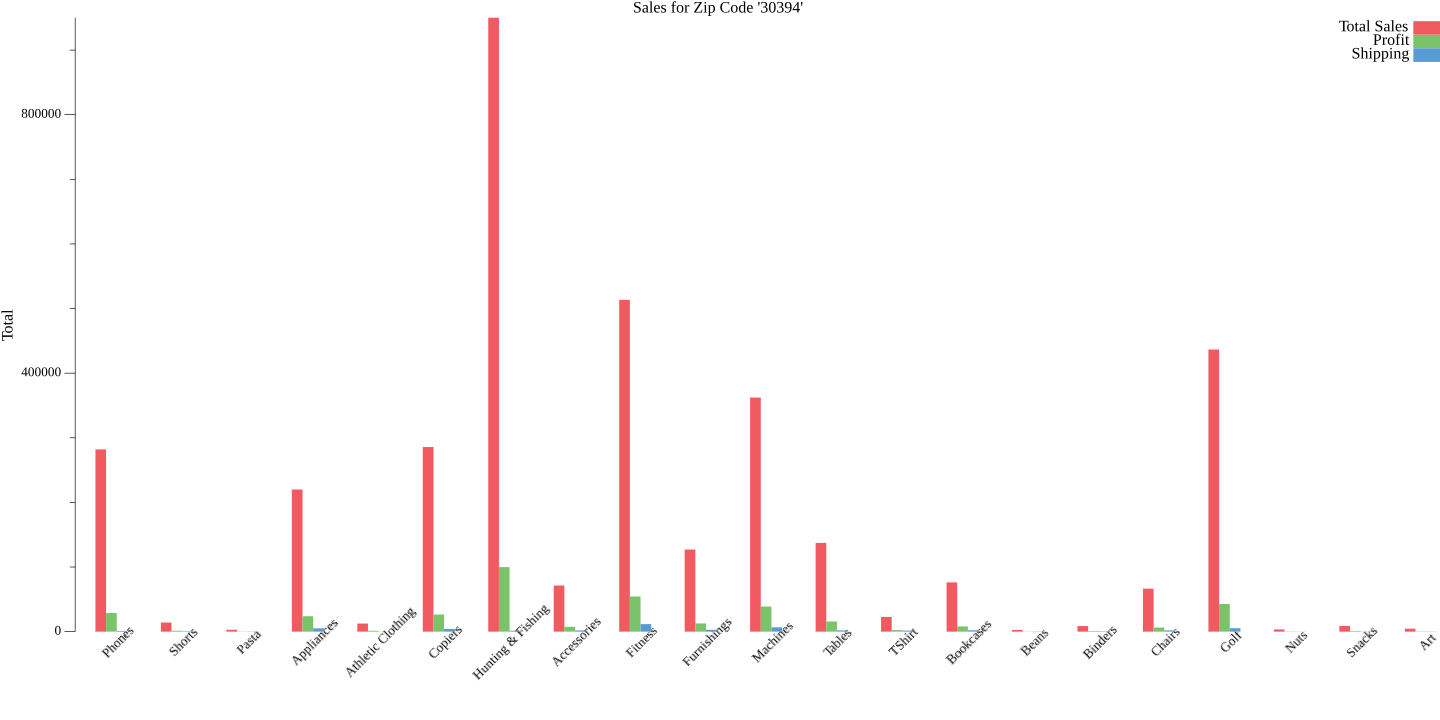 Sales for Zip Code '30394'
Total Sales
Profit
Shipping
800000
400000
0
Total
Phones
Shorts
Pasta
Appliances
Athletic Clothing
Copiers
Hunting & Fishing
Accessories
Fitness
Furnishings
Machines
Tables
TShirt
Bookcases
Beans
Binders
Chairs
Golf
Nuts
Snacks
Art